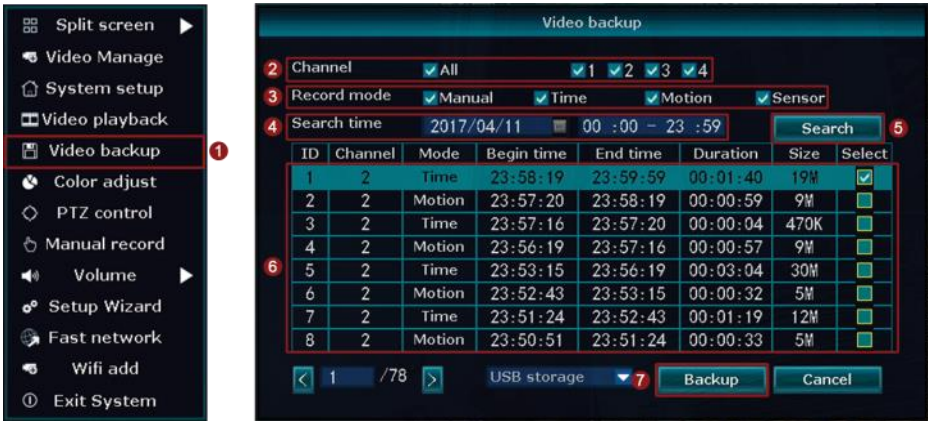 Split screen
Video Manage
System setup
Video playback
Video backup
Color adjust
PTZ control
Manual record
Volume
Setup Wizard
Fast network
Wifi add
Exit System
1
Video backup
2 Channel All 1 2 3 4
3 Record mode Manual Time Motion Sensor
4 Search time 2017/04/11 00 :00 - 23 :59 Search 5
ID Channel Mode Begin time End time Duration Size Select
1 2 Time 23:58:19 23:59:59 00:01:40 19M
2 2 Motion 23:57:20 23:58:19 00:00:59 9M
3 2 Time 23:57:16 23:57:20 00:00:04 470K
4 2 Motion 23:56:19 23:57:16 00:00:57 9M
6
5 2 Time 23:53:15 23:56:19 00:03:04 30M
6 2 Motion 23:52:43 23:53:15 00:00:32 5M
7 2 Time 23:51:24 23:52:43 00:01:19 12M
8 2 Motion 23:50:51 23:51:24 00:00:33 5M
< 1 /78 > USB storage 7 Backup Cancel